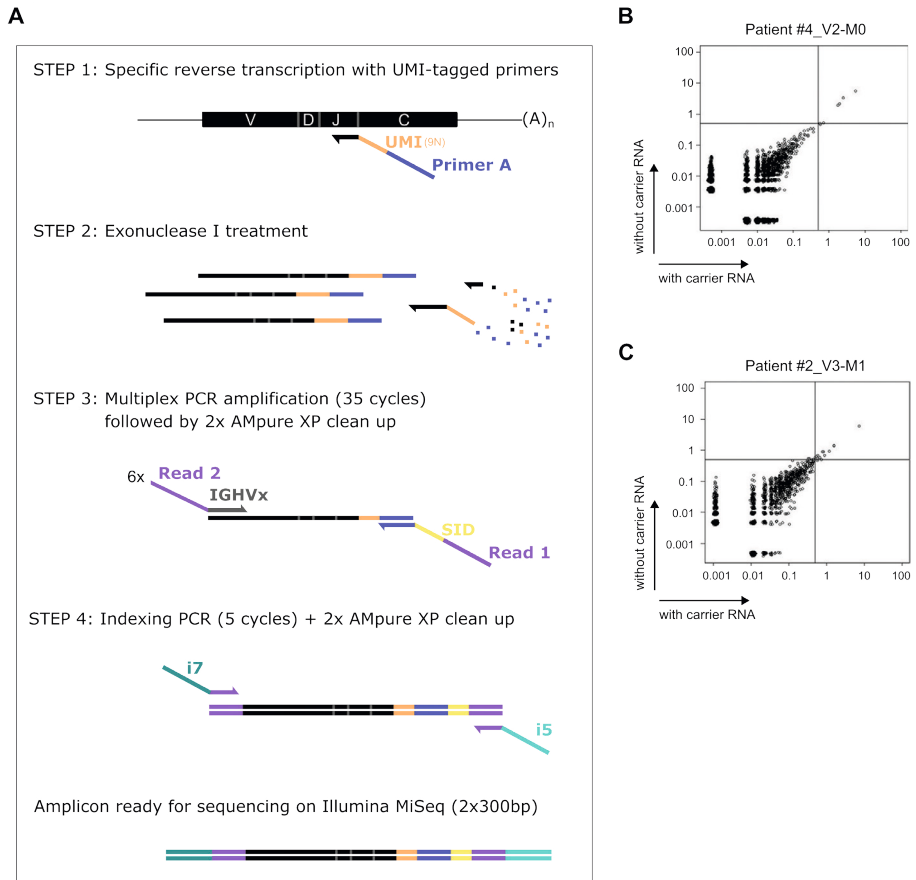 A
STEP 1: Specific reverse transcription with UMI-tagged primers
V D J C (A)n
UMI(9N)
Primer A
STEP 2: Exonuclease I treatment
STEP 3: Multiplex PCR amplification (35 cycles)
followed by 2x AMpure XP clean up
6x Read 2
IGHVx
SID
Read 1
STEP 4: Indexing PCR (5 cycles) + 2x AMpure XP clean up
i7
i5
Amplicon ready for sequencing on Illumina MiSeq (2x300bp)
B
Patient #4_V2-M0
100
10
1
0.1
0.01
0.001
without carrier RNA
0.001 0.01 0.1 1 10 100
with carrier RNA
C
Patient #2_V3-M1
100
10
1
0.1
0.01
0.001
without carrier RNA
0.001 0.01 0.1 1 10 100
with carrier RNA